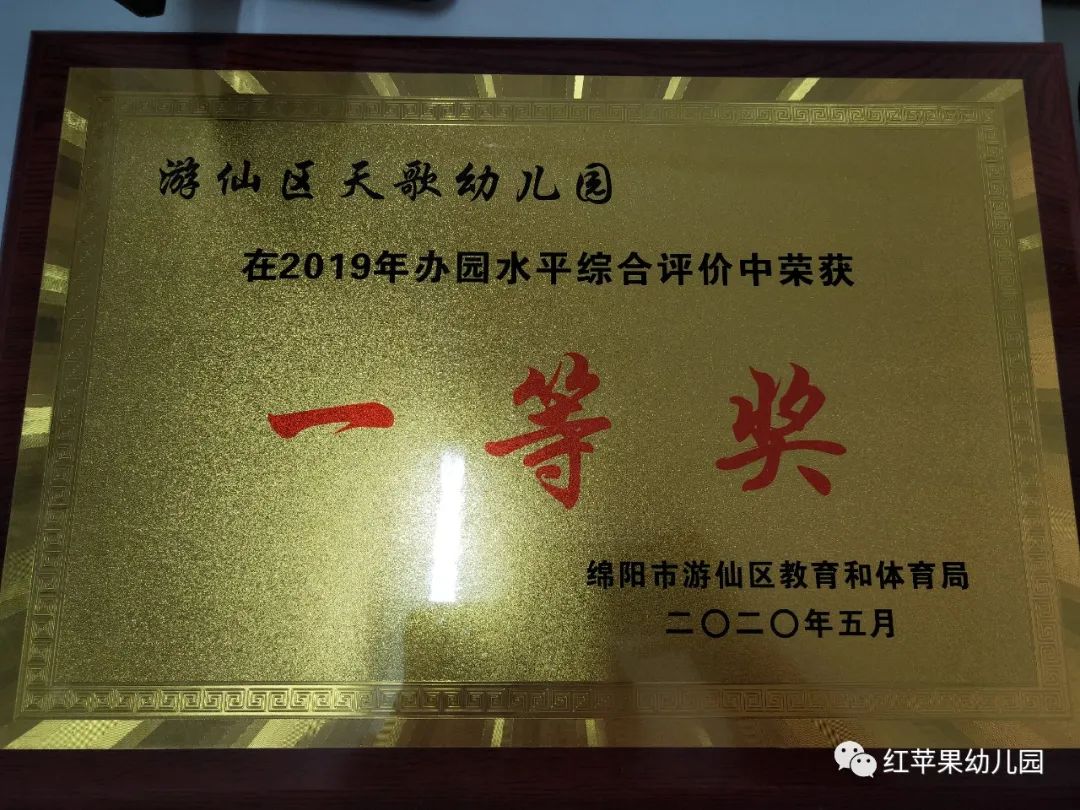 游仙区天歌幼儿园
在2019年办园水平综合评价中荣获
一等奖
绵阳市游仙区教育和体育局
二〇二〇年五月
红苹果幼儿园